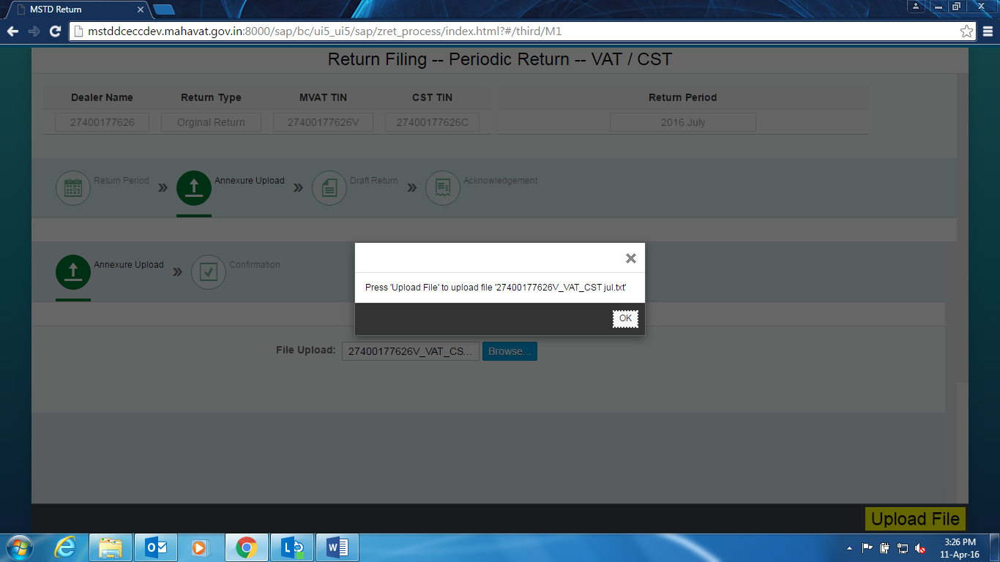 MSTD Return
mstddceccdev.mahavat.gov.in:8000/sap/bc/ui5_ui5/sap/zret_process/index.html?#/third/M1
Return Filing -- Periodic Return -- VAT / CST
Dealer Name Return Type MVAT TIN CST TIN Return Period
27400177626 Orginal Return 27400177626V 27400177626C 2016 July
Return Period » Annexure Upload » Draft Return » Acknowledgement
Annexure Upload » Confirmation
Press 'Upload File' to upload file '27400177626V_VAT_CST jul.txt'
OK
File Upload: 27400177626V_VAT_CS... Browse...
Upload File
3:26 PM
11-Apr-16